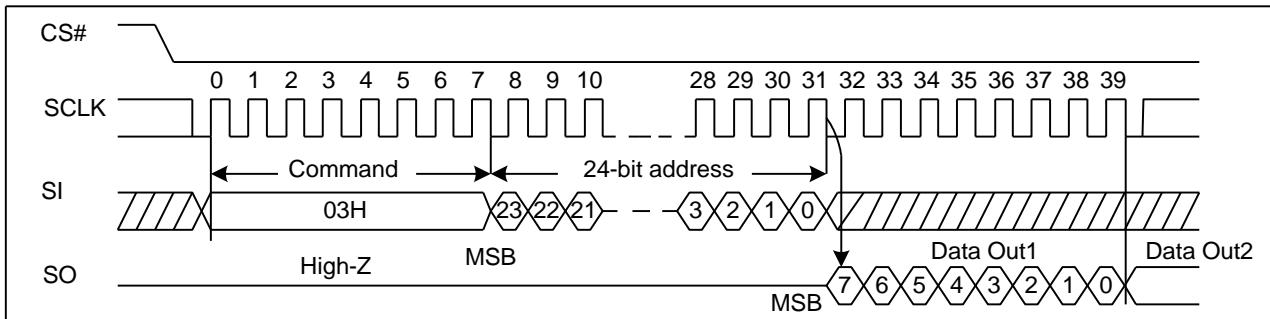 CS#
0 1 2 3 4 5 6 7 8 9 10 28 29 30 31 32 33 34 35 36 37 38 39
SCLK
Command 24-bit address
SI
03H 23 22 21 3 2 1 0
MSB Data Out1 Data Out2
High-Z
SO
MSB 7 6 5 4 3 2 1 0